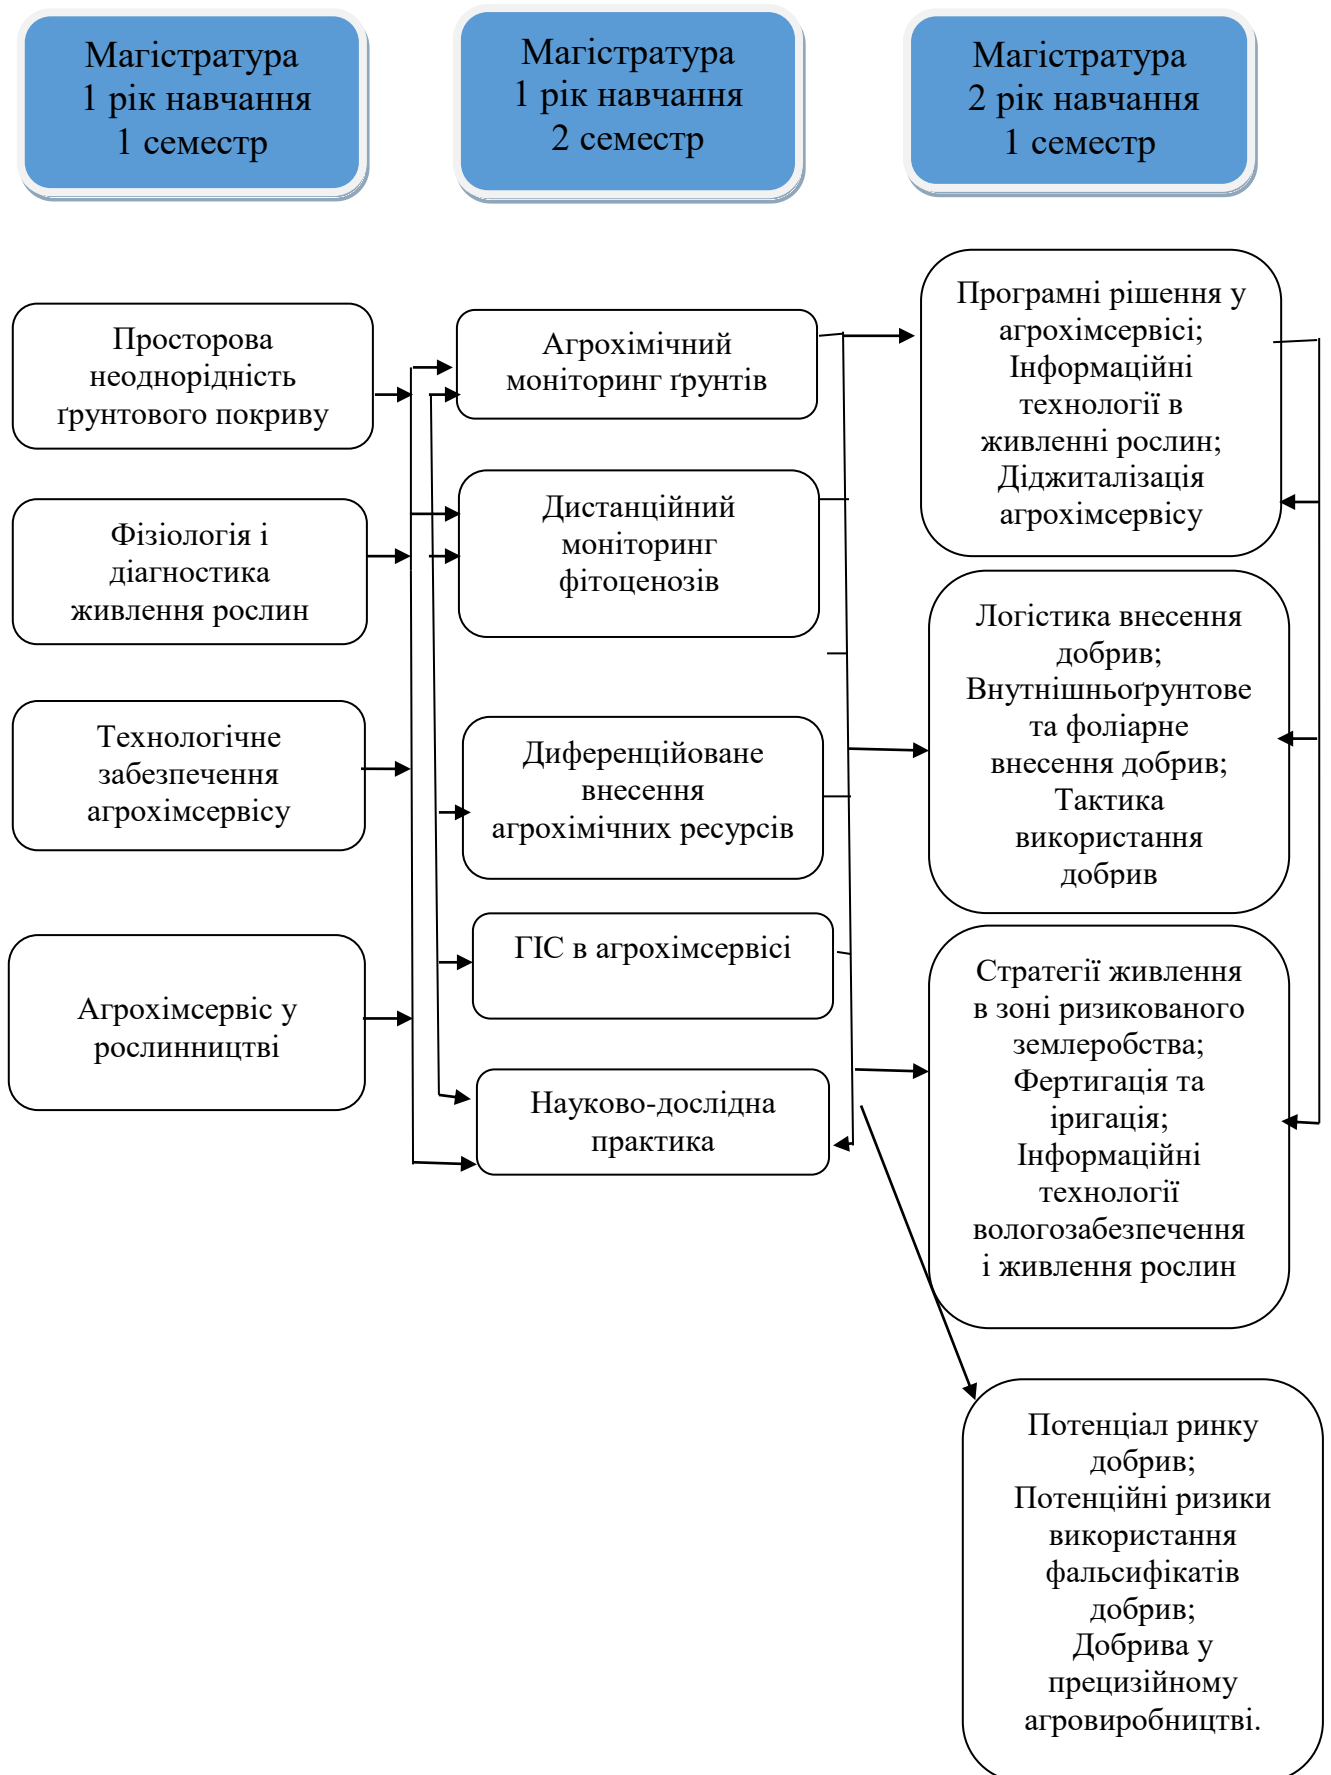 Магістратура
1 рік навчання
1 семестр
Магістратура
1 рік навчання
2 семестр
Магістратура
2 рік навчання
1 семестр
Просторова
неоднорідність
ґрунтового покриву
Фізіологія і
діагностика
живлення рослин
Технологічне
забезпечення
агрохімсервісу
Агрохімсервіс у
рослинництві
Агрохімічний
моніторинг ґрунтів
Дистанційний
моніторинг
фітоценозів
Диференційоване
внесення
агрохімічних ресурсів
ГІС в агрохімсервісі
Науково-дослідна
практика
Програмні рішення у
агрохімсервісі;
Інформаційні
технології в
живленні рослин;
Діджиталізація
агрохімсервісу
Логістика внесення
добрив;
Внутнішньоґрунтове
та фоліарне
внесення добрив;
Тактика
використання
добрив
Стратегії живлення
в зоні ризикованого
землеробства;
Фертигація та
іригація;
Інформаційні
технології
вологозабезпечення
і живлення рослин
Потенціал ринку
добрив;
Потенційні ризики
використання
фальсифікатів
добрив;
Добрива у
прецизійному
агровиробництві.